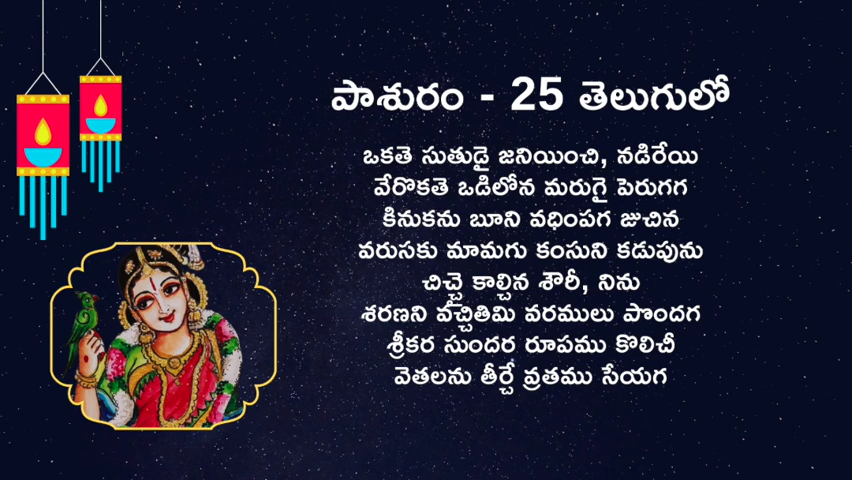 పాశురం - 25 తెలుగులో
ఒకతె సుతుడై జనియించి, నడిరేయి
వేరొకతె ఒడిలోన మరుగై పెరుగగ
కినుకను బూని వధింపగ జుచిన
వరుసకు మామగు కంసుని కడుపును
చిచ్చై కాల్చిన శౌరీ, నిను
శరణని వచ్చితిమి వరములు పొందగ
శ్రీకర సుందర రూపము కొలిచీ
వెతలను తీర్చే వ్రతము సేయగ